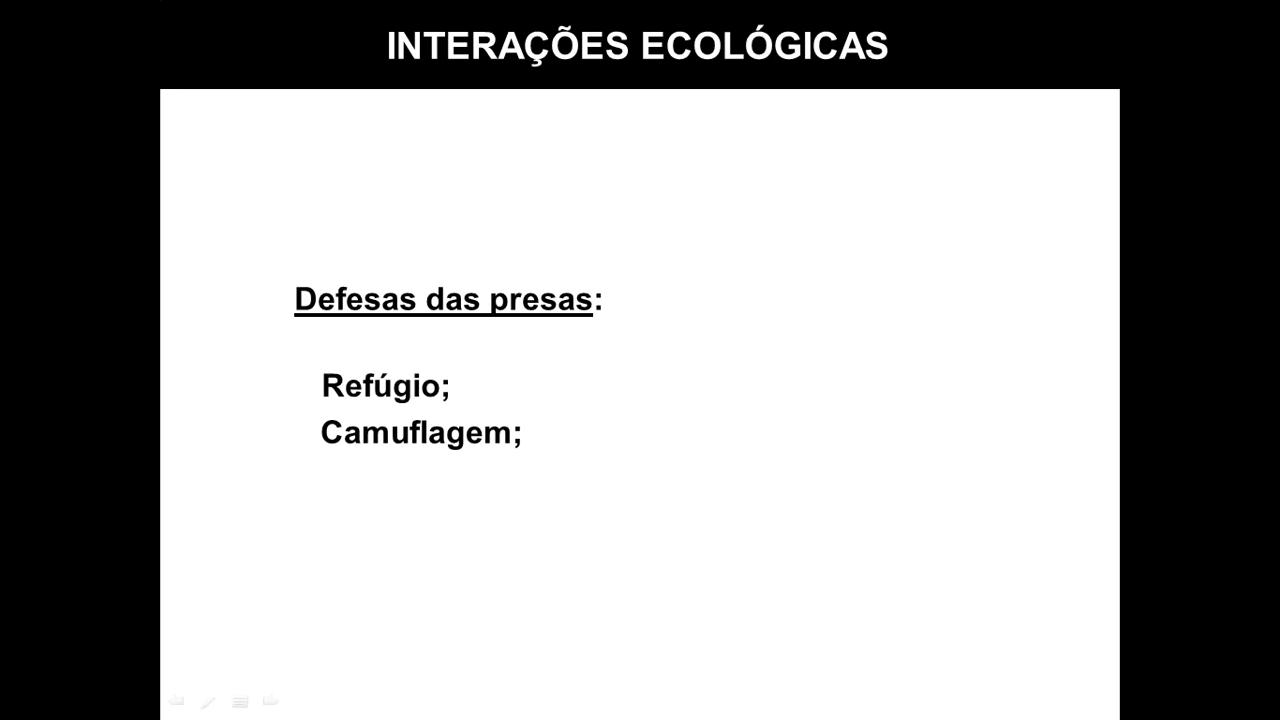 INTERAÇÕES ECOLÓGICAS
Defesas das presas:
Refúgio;
Camuflagem;